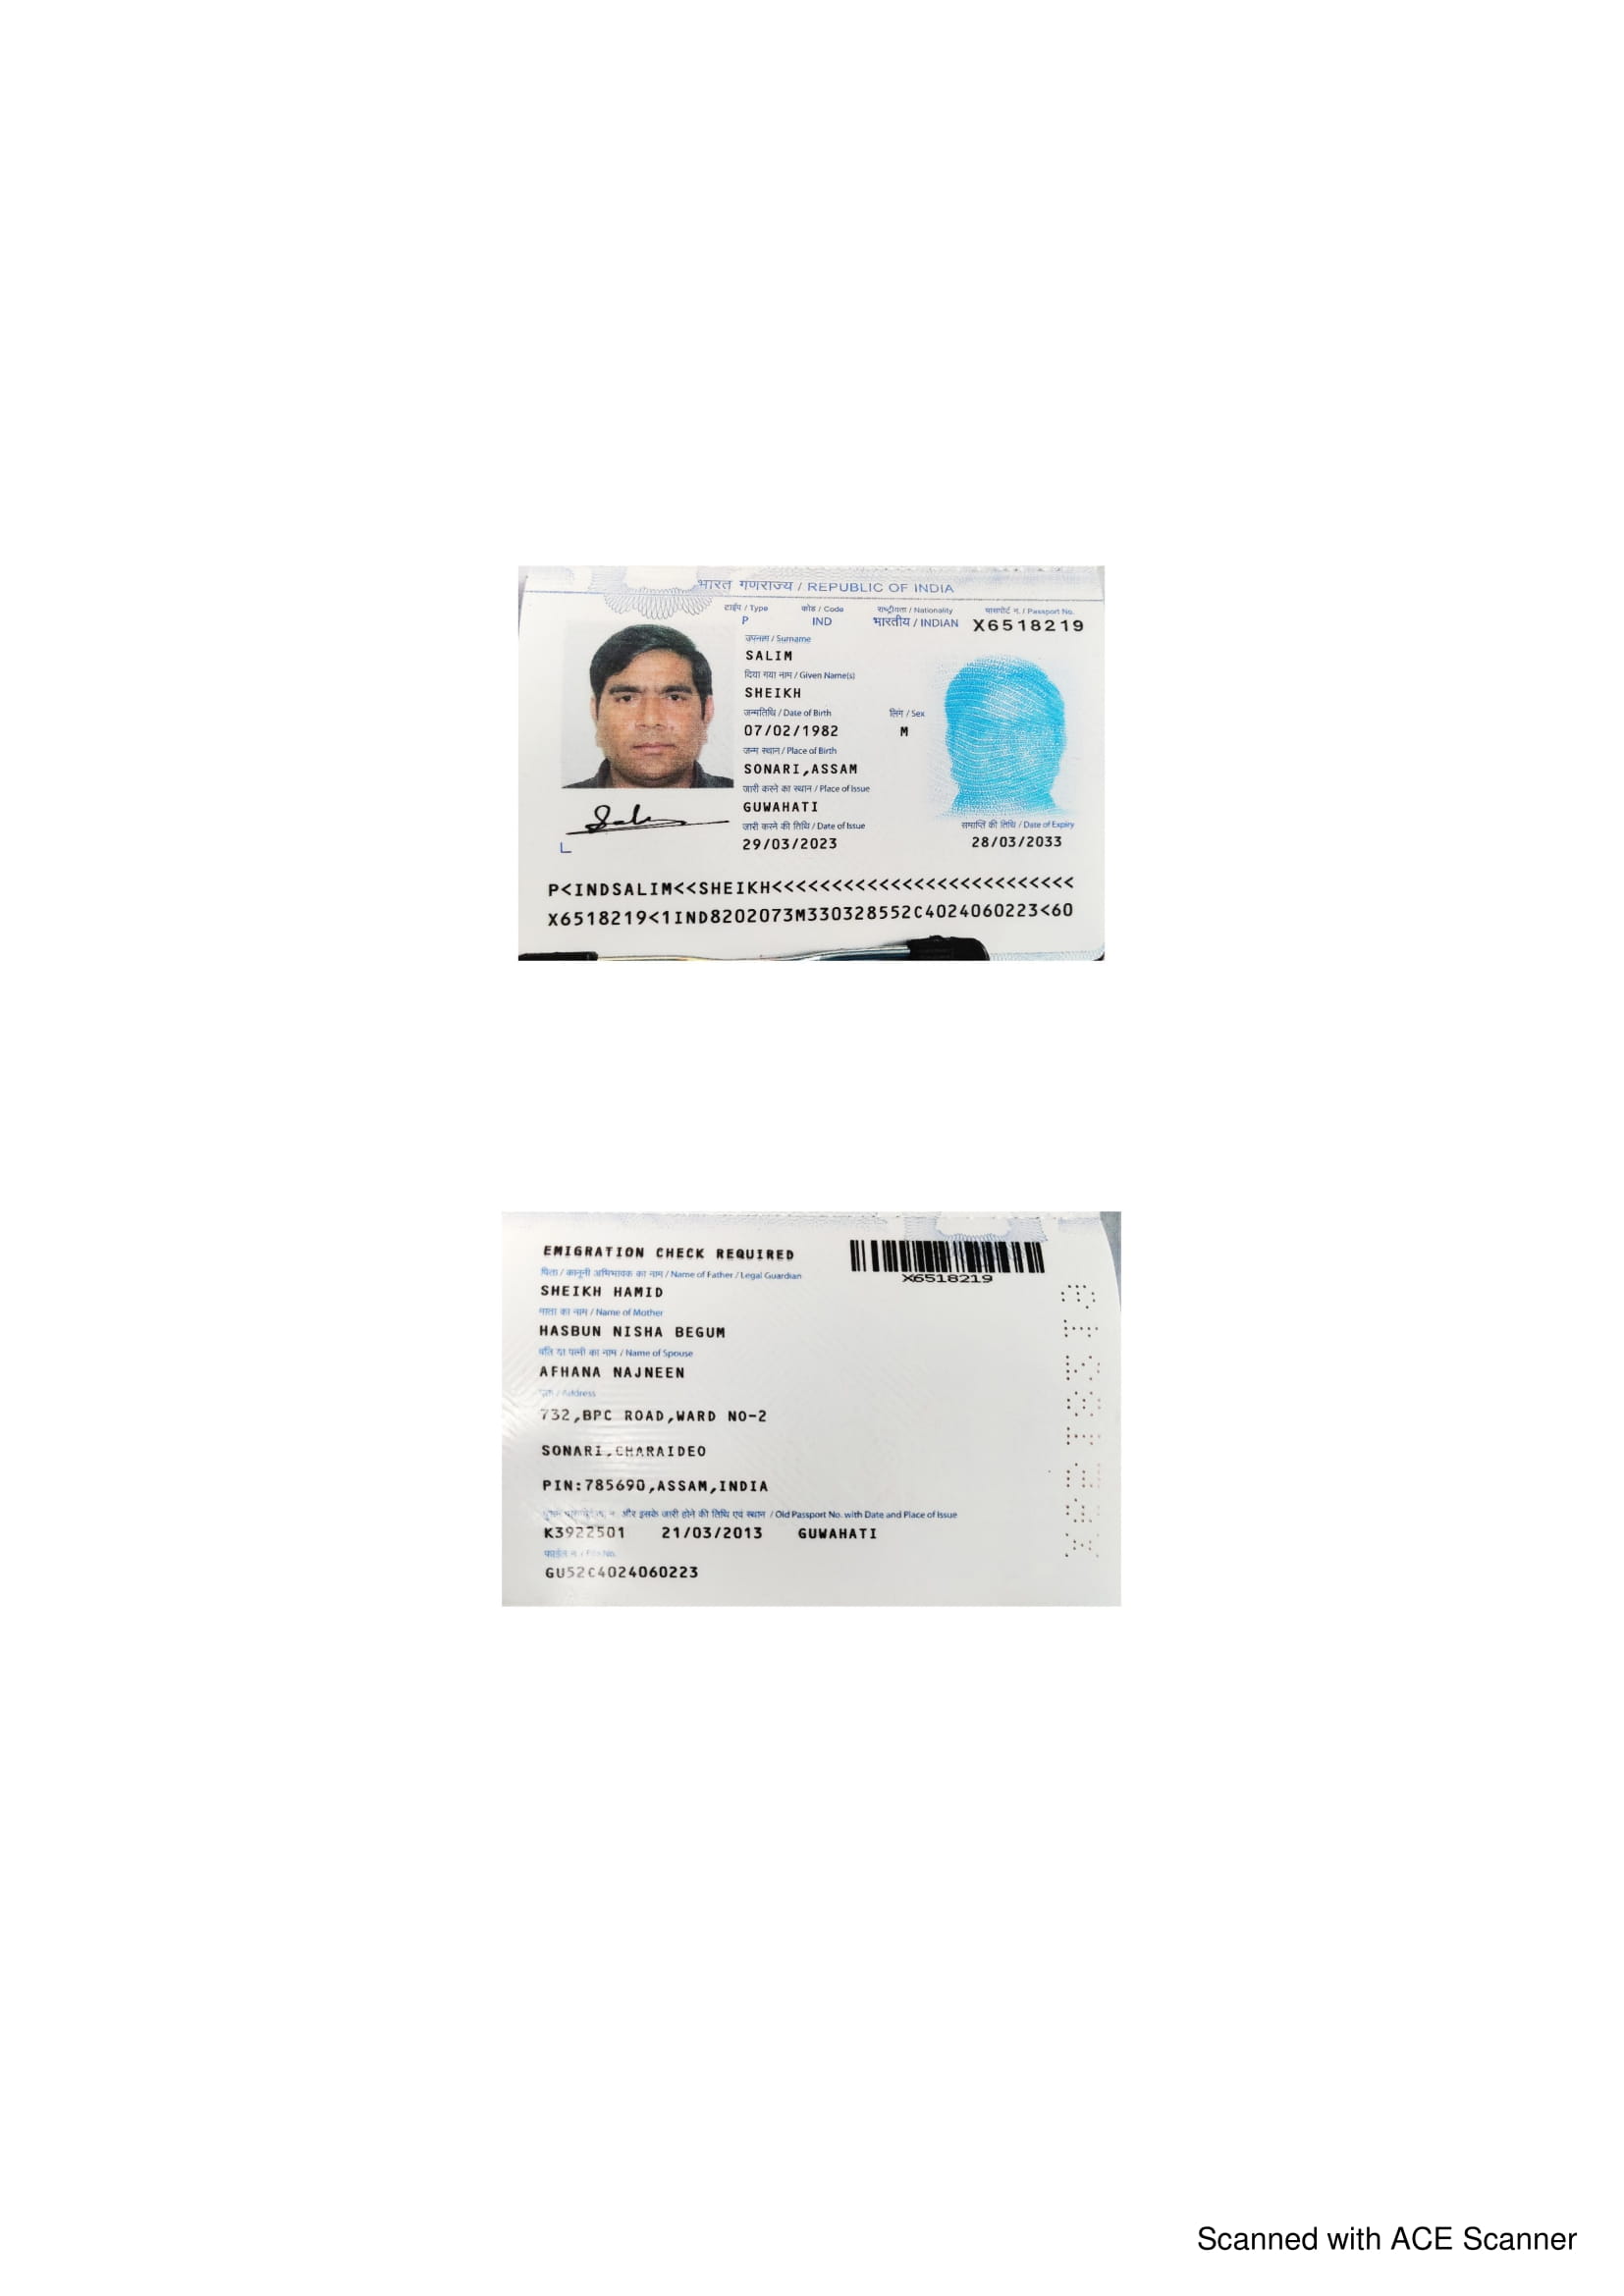 भारत गणराज्य / REPUBLIC OF INDIA
टाईप / Type कोड / Code राष्ट्रीयता / Nationality पासपोर्ट न. / Passport No.
P IND भारतीय / INDIAN X6518219
उपनाम / Surname
SALIM
दिया गया नाम / Given Name(s)
SHEIKH
जन्मतिथि / Date of Birth लिंग / Sex
07/02/1982 M
जन्म स्थान / Place of Birth
SONARI,ASSAM
जारी करने का स्थान / Place of Issue
GUWAHATI
जारी करने की तिथि / Date of Issue समाप्ति की तिथि / Date of Expiry
29/03/2023 28/03/2033
P<INDSALIM<<SHEIKH<<<<<<<<<<<<<<<<<<<<<<<<<<
X6518219<1IND8202073M330328552C4024060223<60
EMIGRATION CHECK REQUIRED
X6518219
पिता / कानूनी अभिभावक का नाम / Name of Father / Legal Guardian
SHEIKH HAMID
माता का नाम / Name of Mother
HASBUN NISHA BEGUM
पति या पत्नी का नाम / Name of Spouse
AFHANA NAJNEEN
पता / Address
732,BPC ROAD,WARD NO-2
SONARI,CHARAIDEO
PIN:785690,ASSAM,INDIA
और इसके जारी होने की तिथि एवं स्थान / Old Passport No. with Date and Place of Issue
K3922501 21/03/2013 GUWAHATI
फाईल न. / File No.
GU52C4024060223
Scanned with ACE Scanner